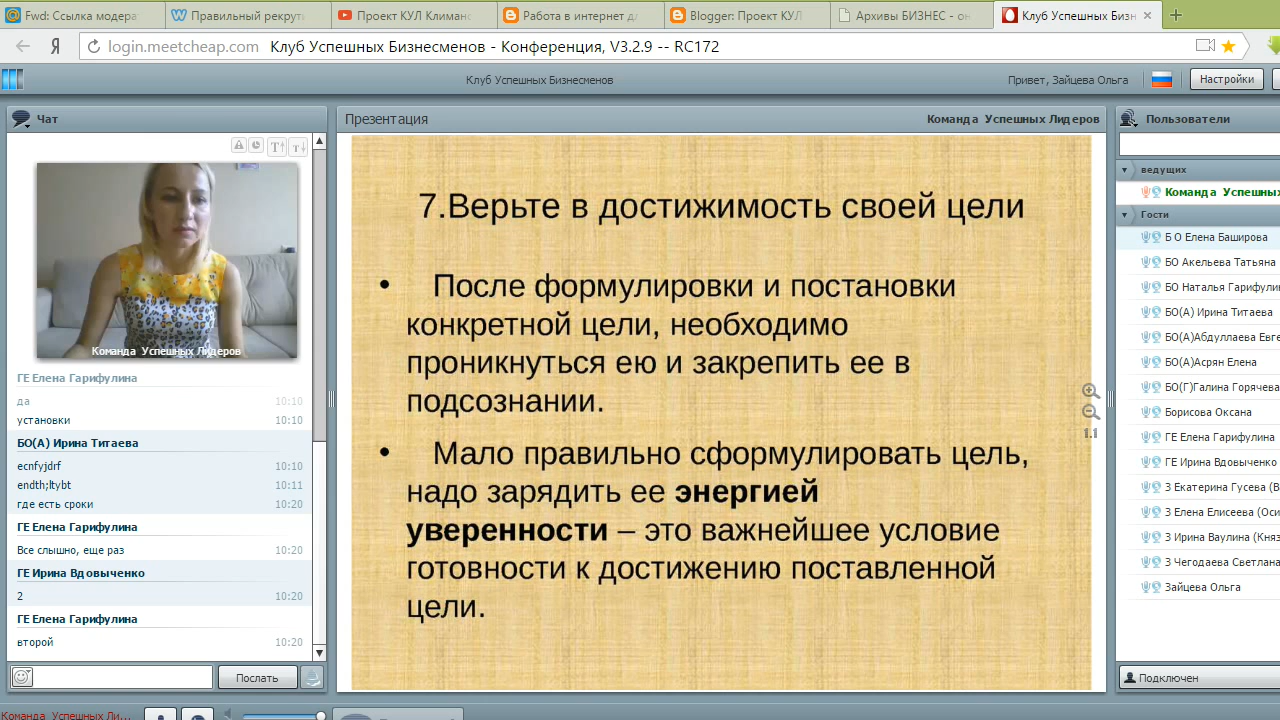 Fwd: Ссылка модера
Правильный рекрут
Проект КУЛ Климан
Работа в интернет дл
Blogger: Проект КУЛ
Архивы БИЗНЕС - он
Клуб Успешных Бизн
login.meetcheap.com Клуб Успешных Бизнесменов - Конференция, V3.2.9 -- RC172
Клуб Успешных Бизнесменов
Привет, Зайцева Ольга
Настройки
Чат
Команда Успешных Лидеров
ГЕ Елена Гарифулина
да 10:10
установки 10:10
БО(А) Ирина Титаева
ecnfyjdrf 10:10
endth;ltybt 10:11
где есть сроки 10:20
ГЕ Елена Гарифулина
Все слышно, еще раз 10:20
ГЕ Ирина Вдовыченко
2 10:20
ГЕ Елена Гарифулина
второй 10:20
Послать
Презентация
Команда Успешных Лидеров
7.Верьте в достижимость своей цели
• После формулировки и постановки
конкретной цели, необходимо
проникнуться ею и закрепить ее в
подсознании.
• Мало правильно сформулировать цель,
надо зарядить ее энергией
уверенности – это важнейшее условие
готовности к достижению поставленной
цели.
1.1
Пользователи
ведущих
Команда Успешных
Гости
Б О Елена Баширова
БО Акельева Татьяна
БО Наталья Гарифулин
БО(А) Ирина Титаева
БО(А)Абдуллаева Евге
БО(А)Асрян Елена
БО(Г)Галина Горячева
Борисова Оксана
ГЕ Елена Гарифулина
ГЕ Ирина Вдовыченко
З Екатерина Гусева (В
З Елена Елисеева (Оси
З Ирина Ваулина (Княз
З Чегодаева Светлана
Зайцева Ольга
Подключен
Команда Успешных Ли...